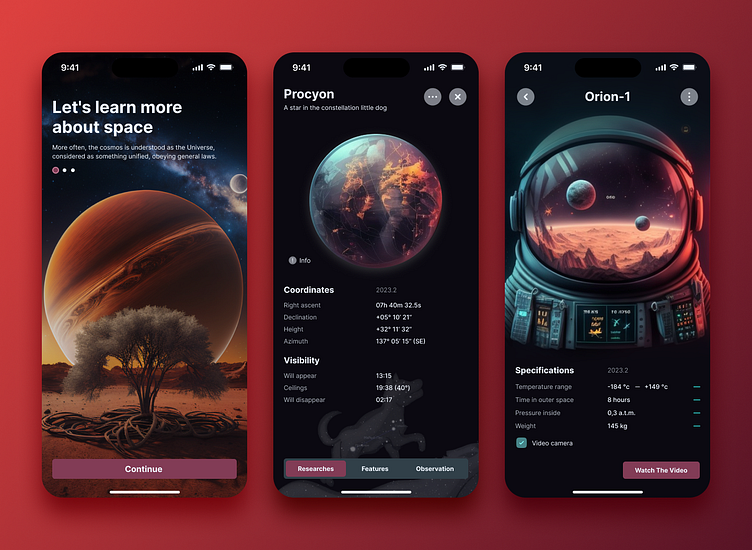 9:41
Let's learn more
about space
More often, the cosmos is understood as the Universe,
considered as something unified, obeying general laws.
Continue
9:41
Procyon
A star in the constellation little dog
Info
Coordinates 2023.2
Right ascent 07h 40m 32.5s
Declination +05° 10' 21"
Height +32° 11' 32"
Azimuth 137° 05' 15" (SE)
Visibility
Will appear 13:15
Ceilings 19:38 (40°)
Will disappear 02:17
Researches Features Observation
9:41
Orion-1
Specifications 2023.2
Temperature range -184 °c — +149 °c
Time in outer space 8 hours
Pressure inside 0,3 a.t.m.
Weight 145 kg
Video camera
Watch The Video